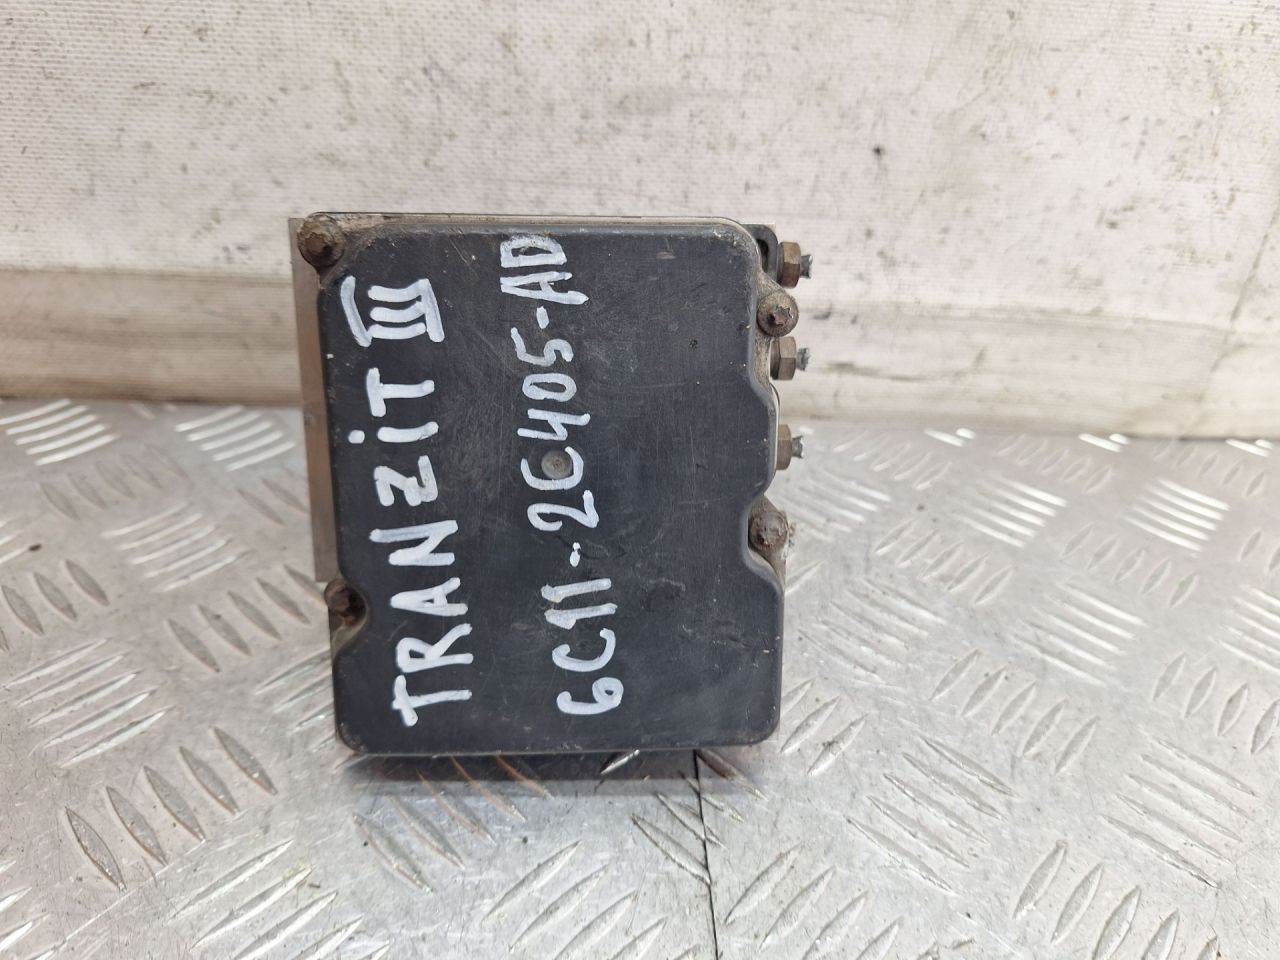 TRANZiT III
6C11-2C405-AD